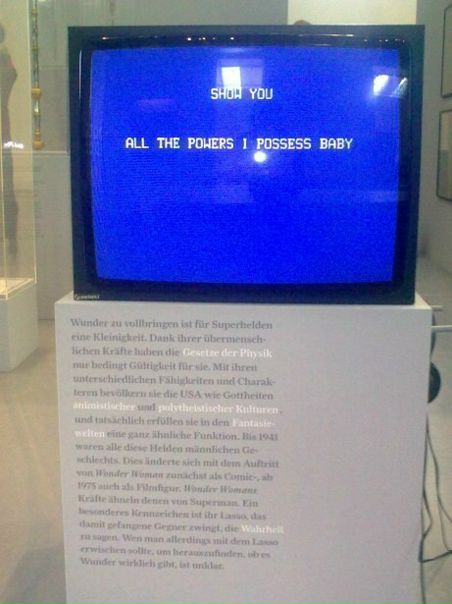 SHOW YOU
ALL THE POWERS I POSSESS BABY
Wunder zu vollbringen ist für Superhelden
eine Kleinigkeit. Dank ihrer übermensch-
lichen Kräfte haben die Gesetze der Physik
nur bedingt Gültigkeit für sie. Mit ihren
unterschiedlichen Fähigkeiten und Charak-
teren bevölkern sie die USA wie Gottheiten
animistischer und polytheistischer Kulturen,
und tatsächlich erfüllen sie in den Fantasie-
welten eine ganz ähnliche Funktion. Bis 1941
waren alle diese Helden männlichen Ge-
schlechts. Dies änderte sich mit dem Auftritt
von Wonder Woman zunächst als Comic-, ab
1975 auch als Filmfigur. Wonder Womans
Kräfte ähneln denen von Superman. Ein
besonderes Kennzeichen ist ihr Lasso, das
damit gefangene Gegner zwingt, die Wahrheit
zu sagen. Wen man allerdings mit dem Lasso
erwischen sollte, um herauszufinden, ob es
Wunder wirklich gibt, ist unklar.